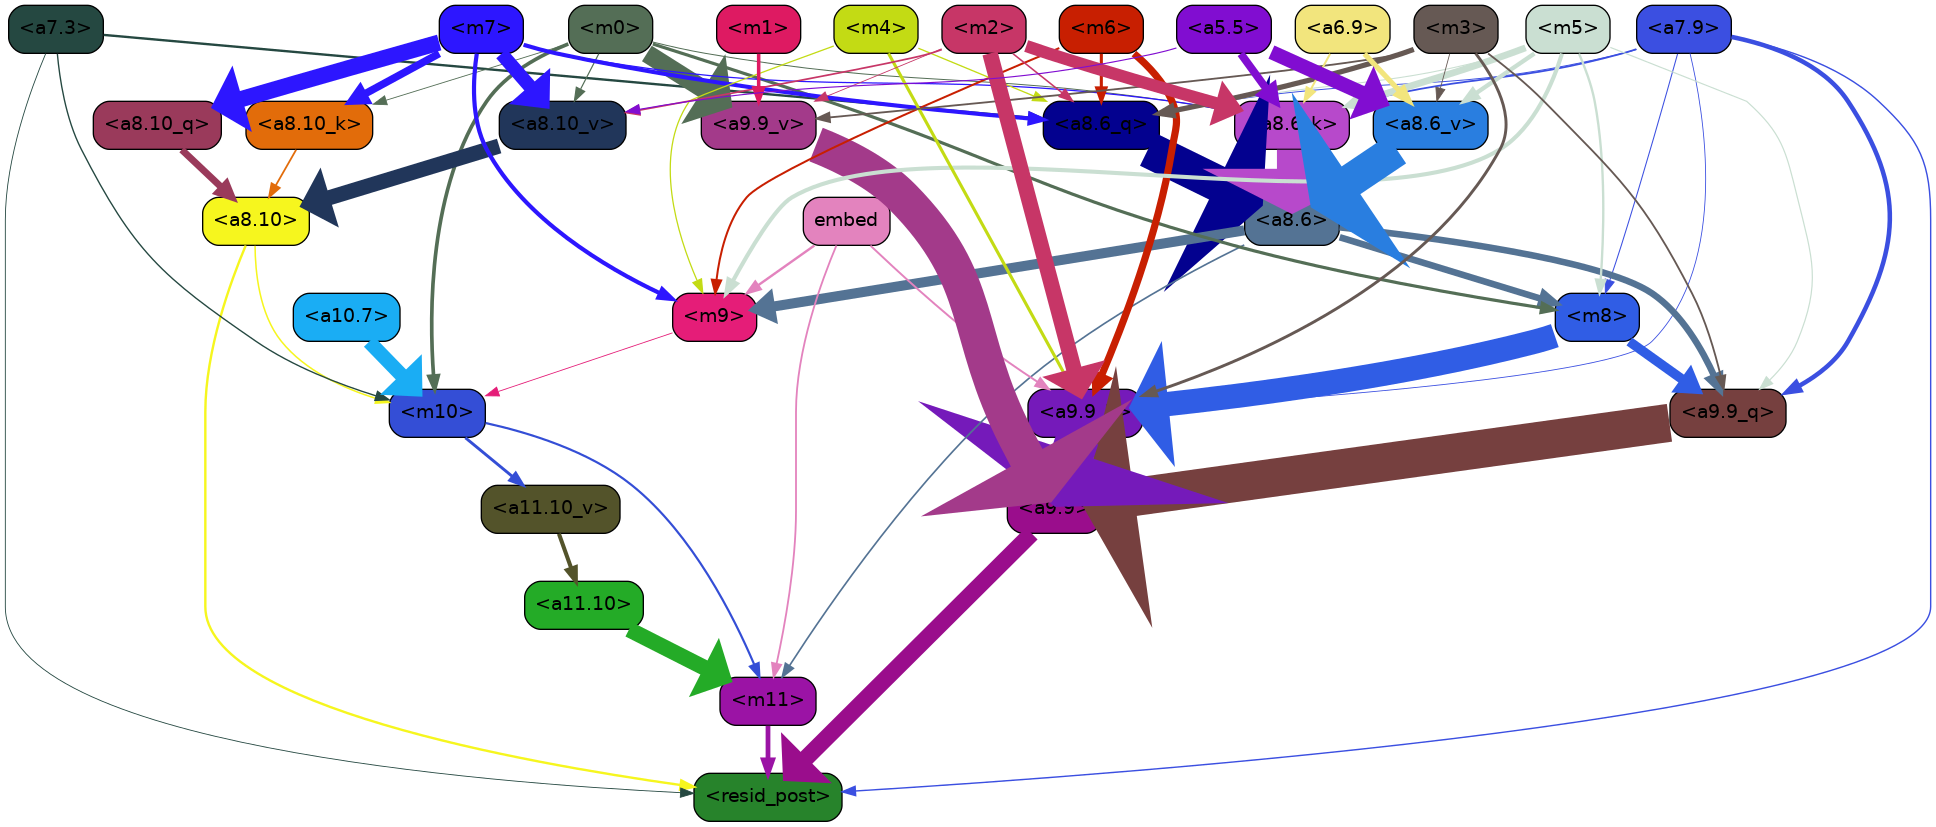 <a7.3> <m7> <m0> <m1> <m4> <m2> <m6> <a5.5> <a6.9> <m3> <m5> <a7.9>
<a8.10_q> <a8.10_k> <a8.10_v> <a9.9_v> <a8.6_q> <a8.6_k> <a8.6_v>
<a8.10> embed <a8.6>
<a10.7> <m9> <m8>
<m10> <a9.9 > <a9.9_q>
<a11.10_v> <a9.9>
<a11.10>
<m11>
<resid_post>